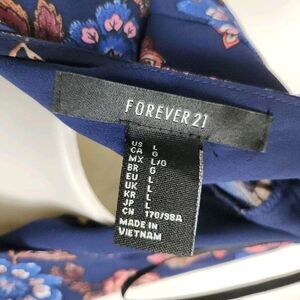 FOREVER 21
US L
CA G
MX L/G
BR G
EU L
UK L
KR L
JP L
CN 170/98A
MADE IN
VIETNAM